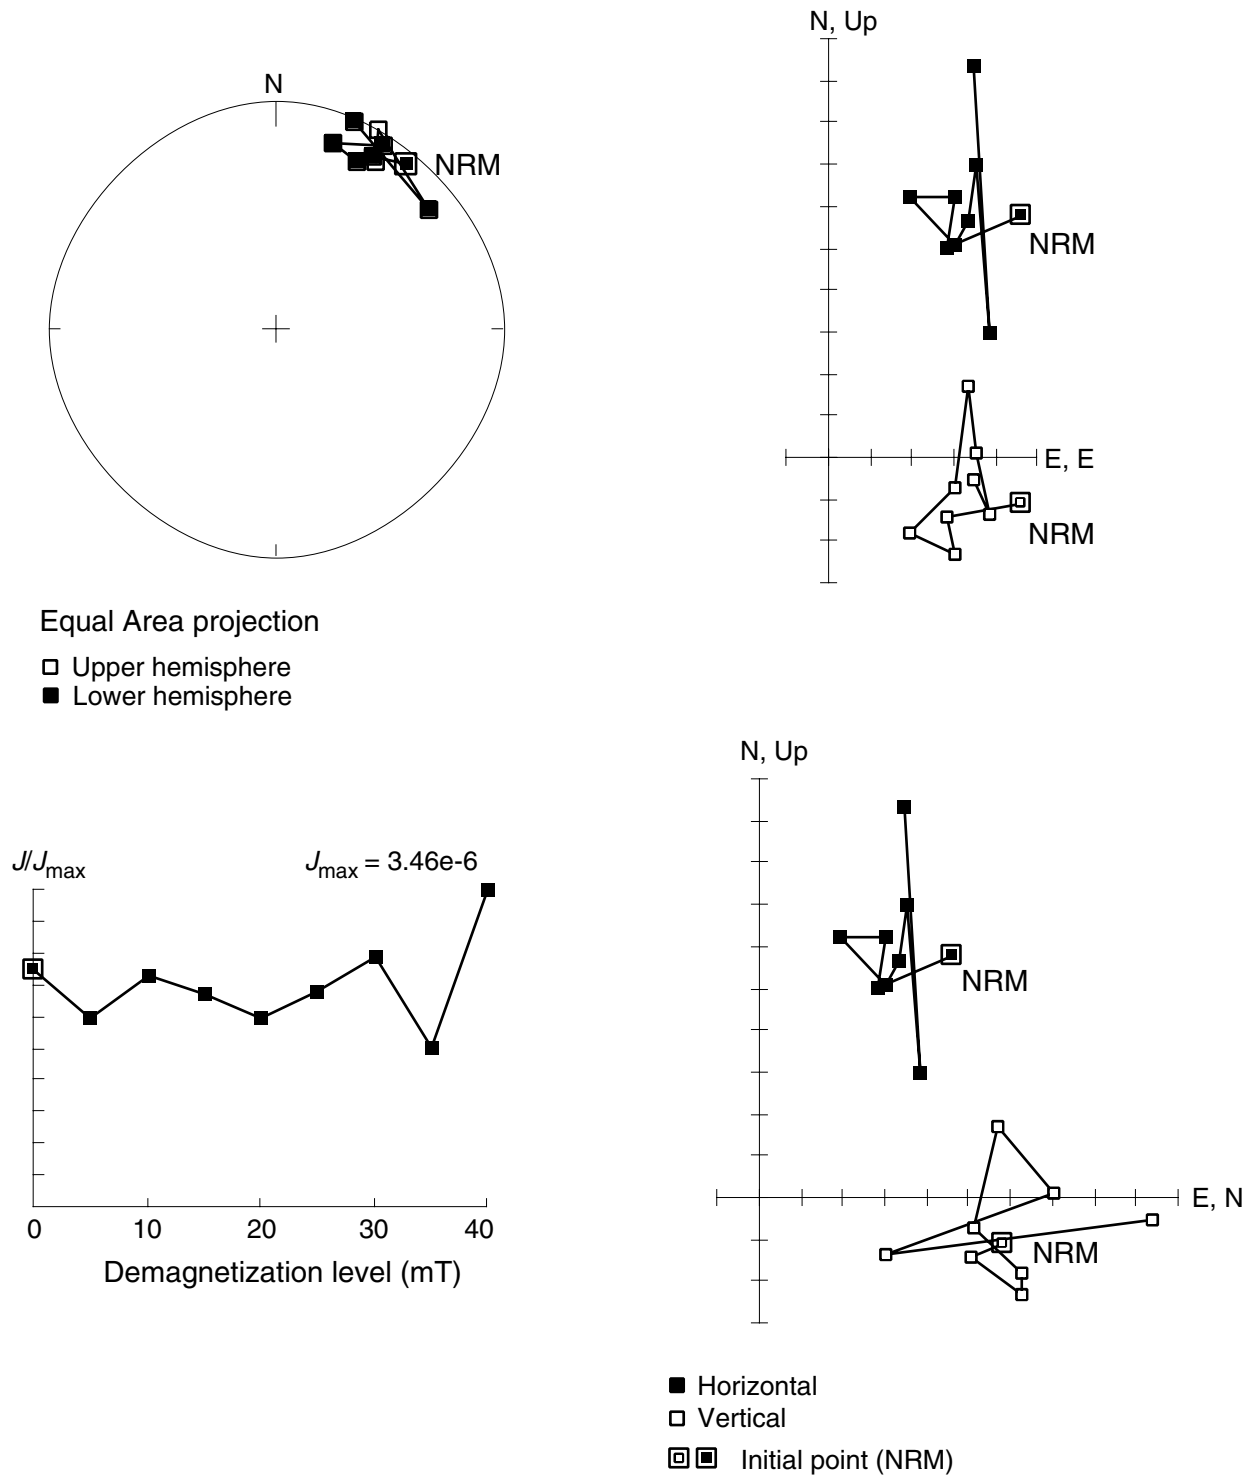 N
NRM
Equal Area projection
Upper hemisphere
Lower hemisphere
N, Up
NRM
E, E
NRM
J/Jmax
Jmax = 3.46e-6
0 10 20 30 40
Demagnetization level (mT)
N, Up
NRM
E, N
NRM
Horizontal
Vertical
Initial point (NRM)